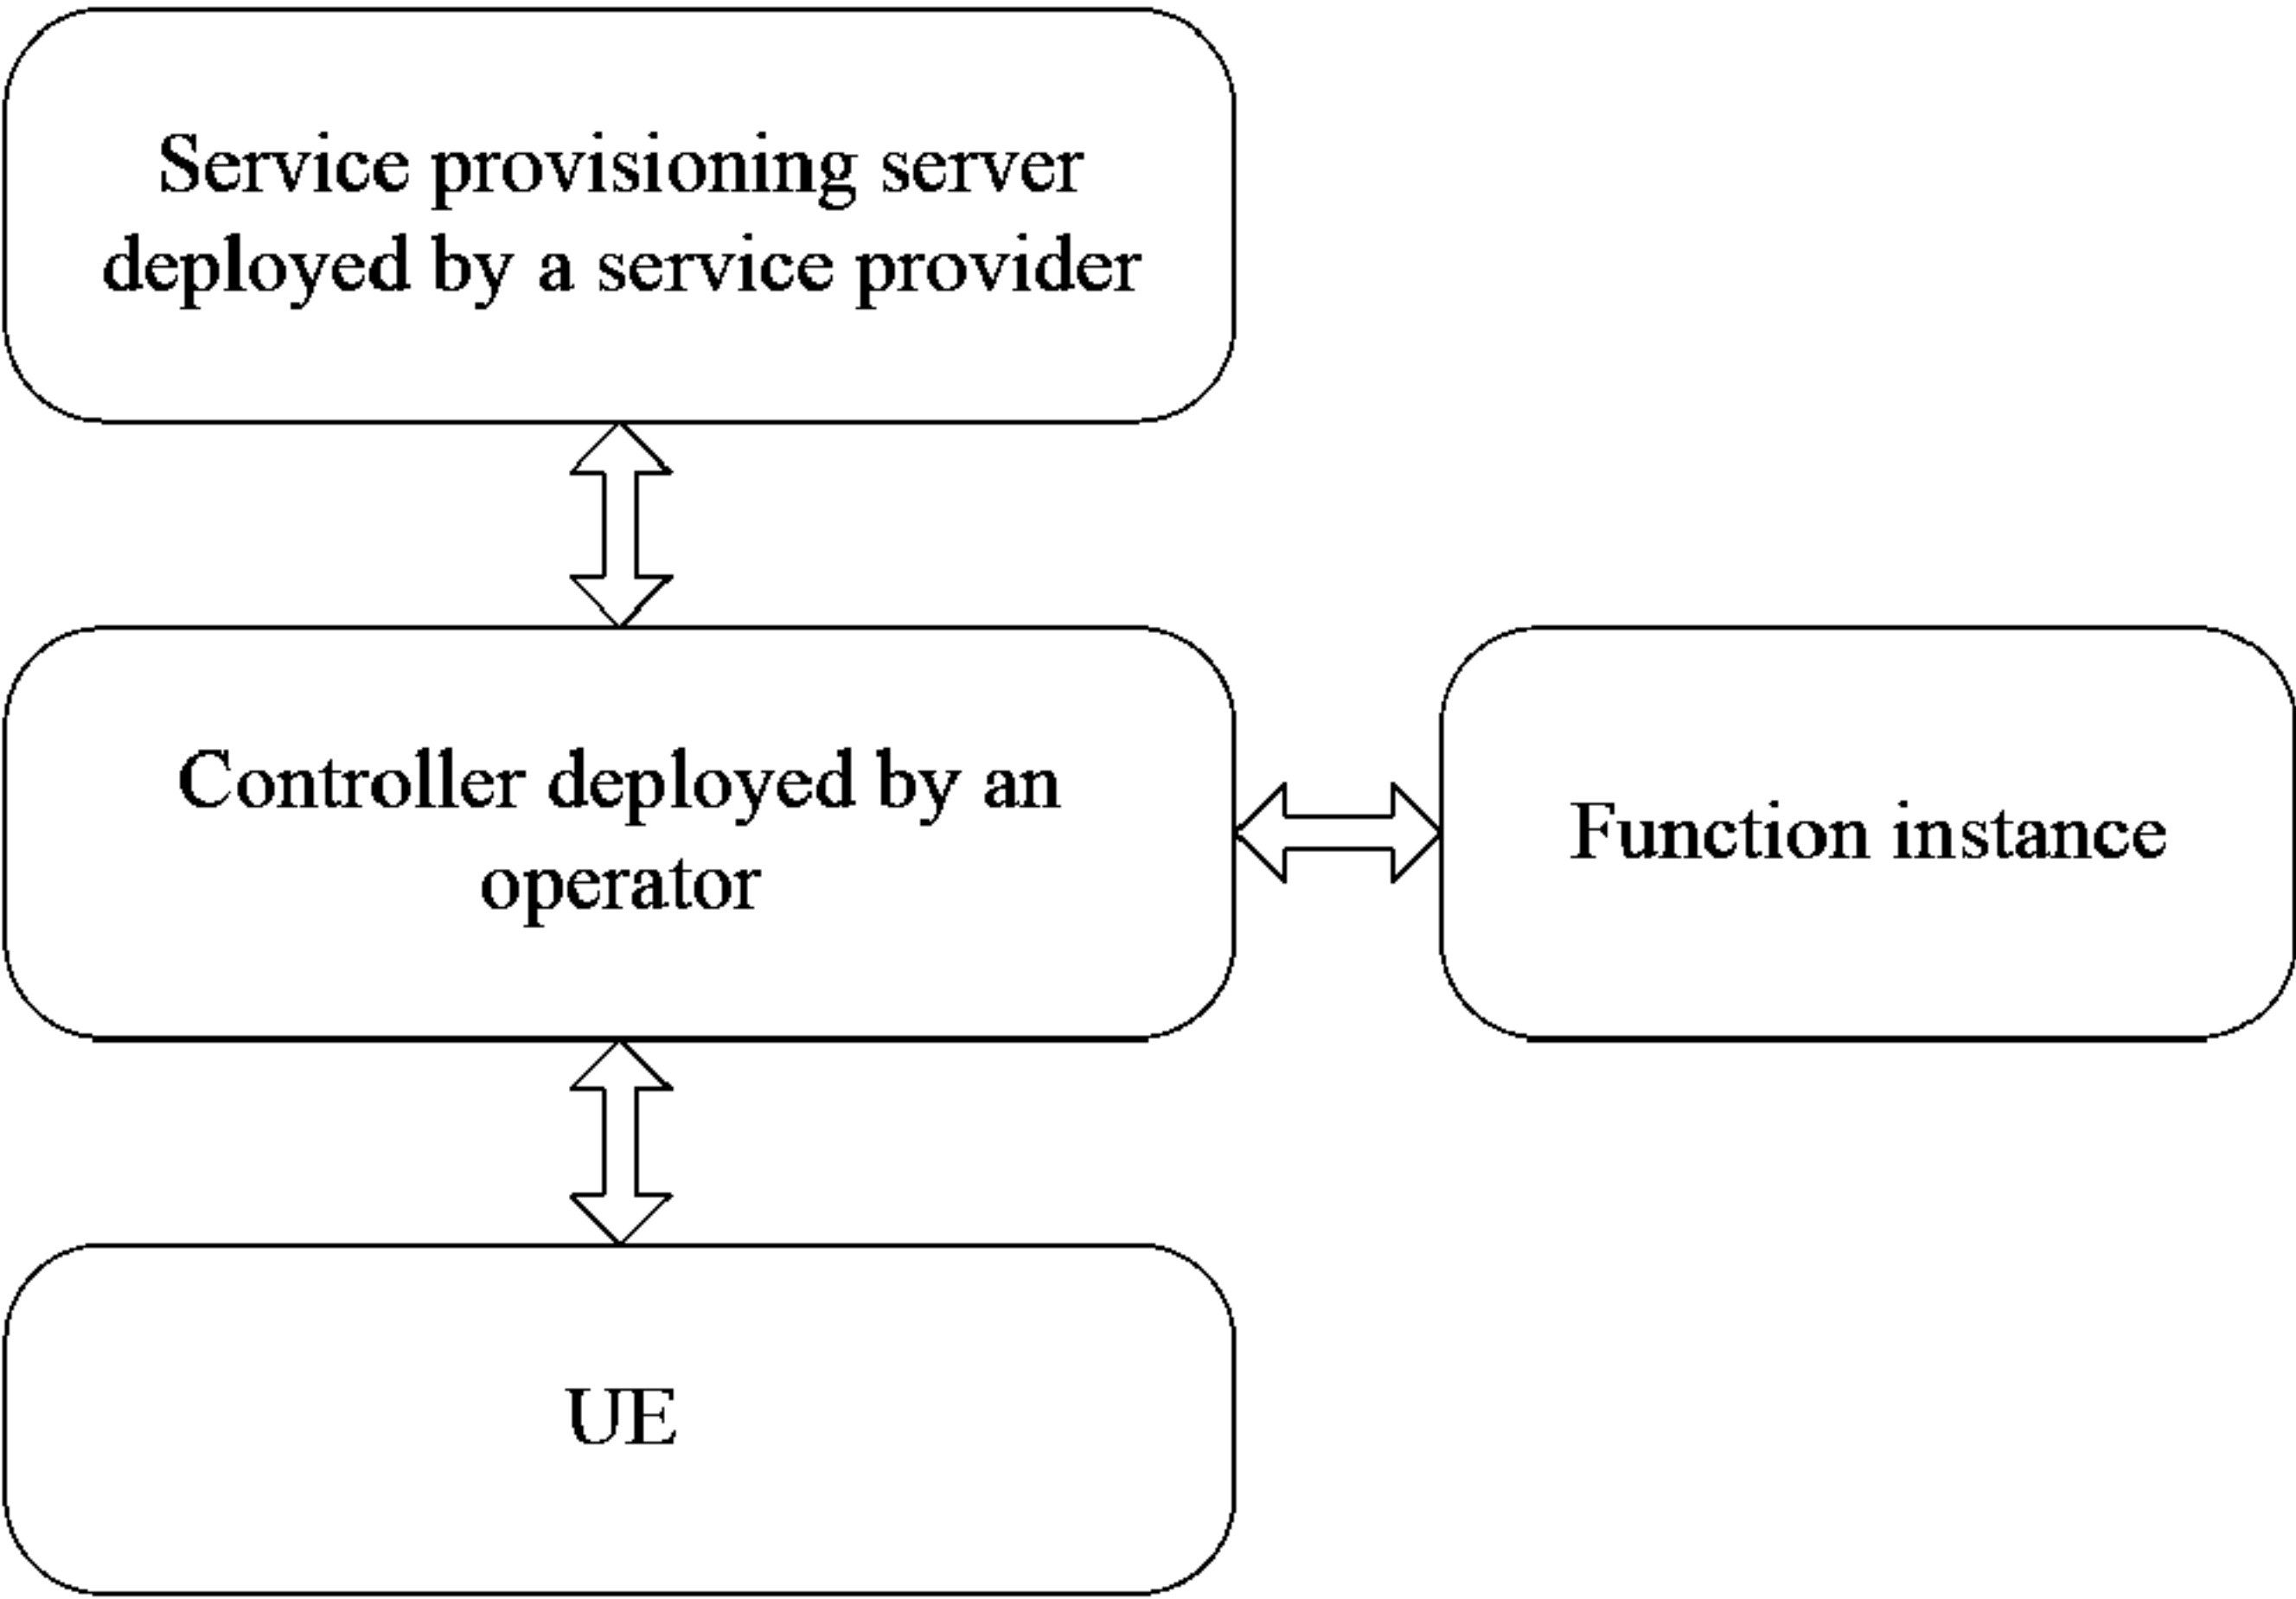 Service provisioning server
deployed by a service provider
Controller deployed by an
operator
Function instance
UE